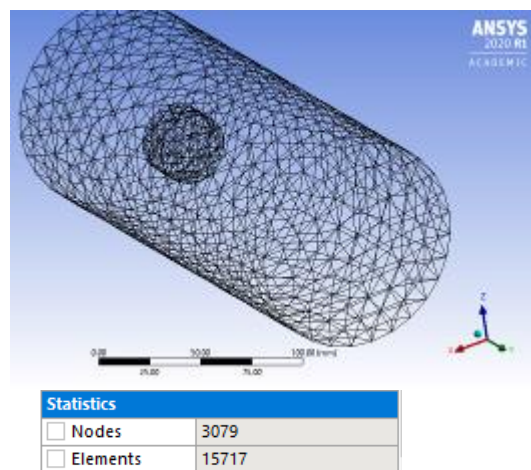 ANSYS
2020 R1
ACADEMIC
Z
0.00 50.00 100.00 (mm)
25.00 75.00
Statistics
Nodes 3079
Elements 15717